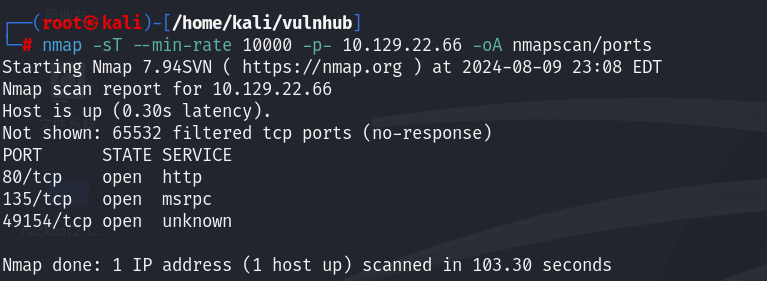 ┌──(root㉿kali)-[/home/kali/vulnhub]
└─# nmap -sT --min-rate 10000 -p- 10.129.22.66 -oA nmapscan/ports
Starting Nmap 7.94SVN ( https://nmap.org ) at 2024-08-09 23:08 EDT
Nmap scan report for 10.129.22.66
Host is up (0.30s latency).
Not shown: 65532 filtered tcp ports (no-response)
PORT      STATE SERVICE
80/tcp    open  http
135/tcp   open  msrpc
49154/tcp open  unknown
Nmap done: 1 IP address (1 host up) scanned in 103.30 seconds